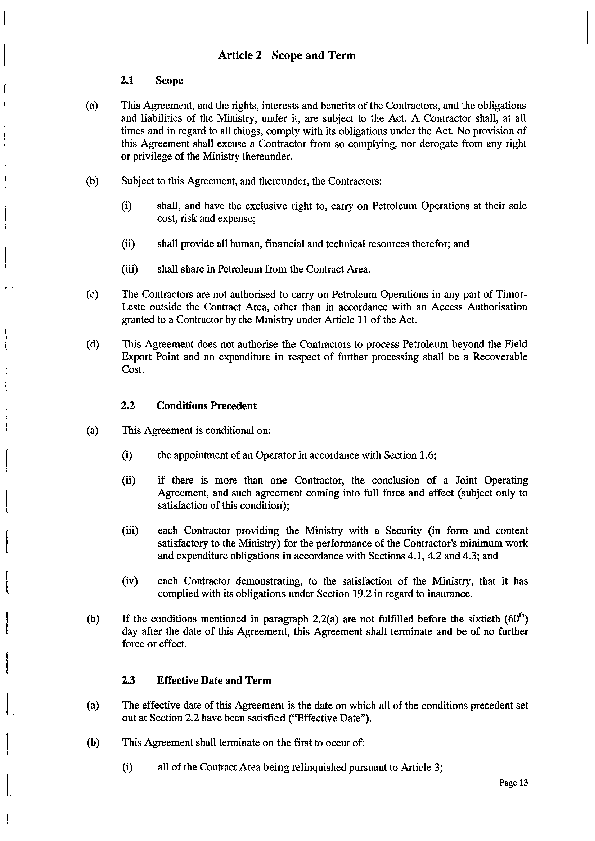 Article 2 Scope and Term
2.1 Scope
(a) This Agreement, and the rights, interests and benefits of the Contractors, and the obligations
and liabilities of the Ministry, under it, are subject to the Act. A Contractor shall, at all
times and in regard to all things, comply with its obligations under the Act. No provision of
this Agreement shall excuse a Contractor from so complying, nor derogate from any right
or privilege of the Ministry thereunder.
(b) Subject to this Agreement, and thereunder, the Contractors:
(i) shall, and have the exclusive right to, carry on Petroleum Operations at their sole
cost, risk and expense;
(ii) shall provide all human, financial and technical resources therefor; and
(iii) shall share in Petroleum from the Contract Area.
(c) The Contractors are not authorised to carry on Petroleum Operations in any part of Timor-
Leste outside the Contract Area, other than in accordance with an Access Authorisation
granted to a Contractor by the Ministry under Article 11 of the Act.
(d) This Agreement does not authorise the Contractors to process Petroleum beyond the Field
Export Point and no expenditure in respect of further processing shall be a Recoverable
Cost.
2.2 Conditions Precedent
(a) This Agreement is conditional on:
(i) the appointment of an Operator in accordance with Section 1.6;
(ii) if there is more than one Contractor, the conclusion of a Joint Operating
Agreement, and such agreement coming into full force and effect (subject only to
satisfaction of this condition);
(iii) each Contractor providing the Ministry with a Security (in form and content
satisfactory to the Ministry) for the performance of the Contractor's minimum work
and expenditure obligations in accordance with Sections 4.1, 4.2 and 4.3; and
(iv) each Contractor demonstrating, to the satisfaction of the Ministry, that it has
complied with its obligations under Section 19.2 in regard to insurance.
(b) If the conditions mentioned in paragraph 2.2(a) are not fulfilled before the sixtieth (60th)
day after the date of this Agreement, this Agreement shall terminate and be of no further
force or effect.
2.3 Effective Date and Term
(a) The effective date of this Agreement is the date on which all of the conditions precedent set
out at Section 2.2 have been satisfied ("Effective Date").
(b) This Agreement shall terminate on the first to occur of:
(i) all of the Contract Area being relinquished pursuant to Article 3;
Page 13